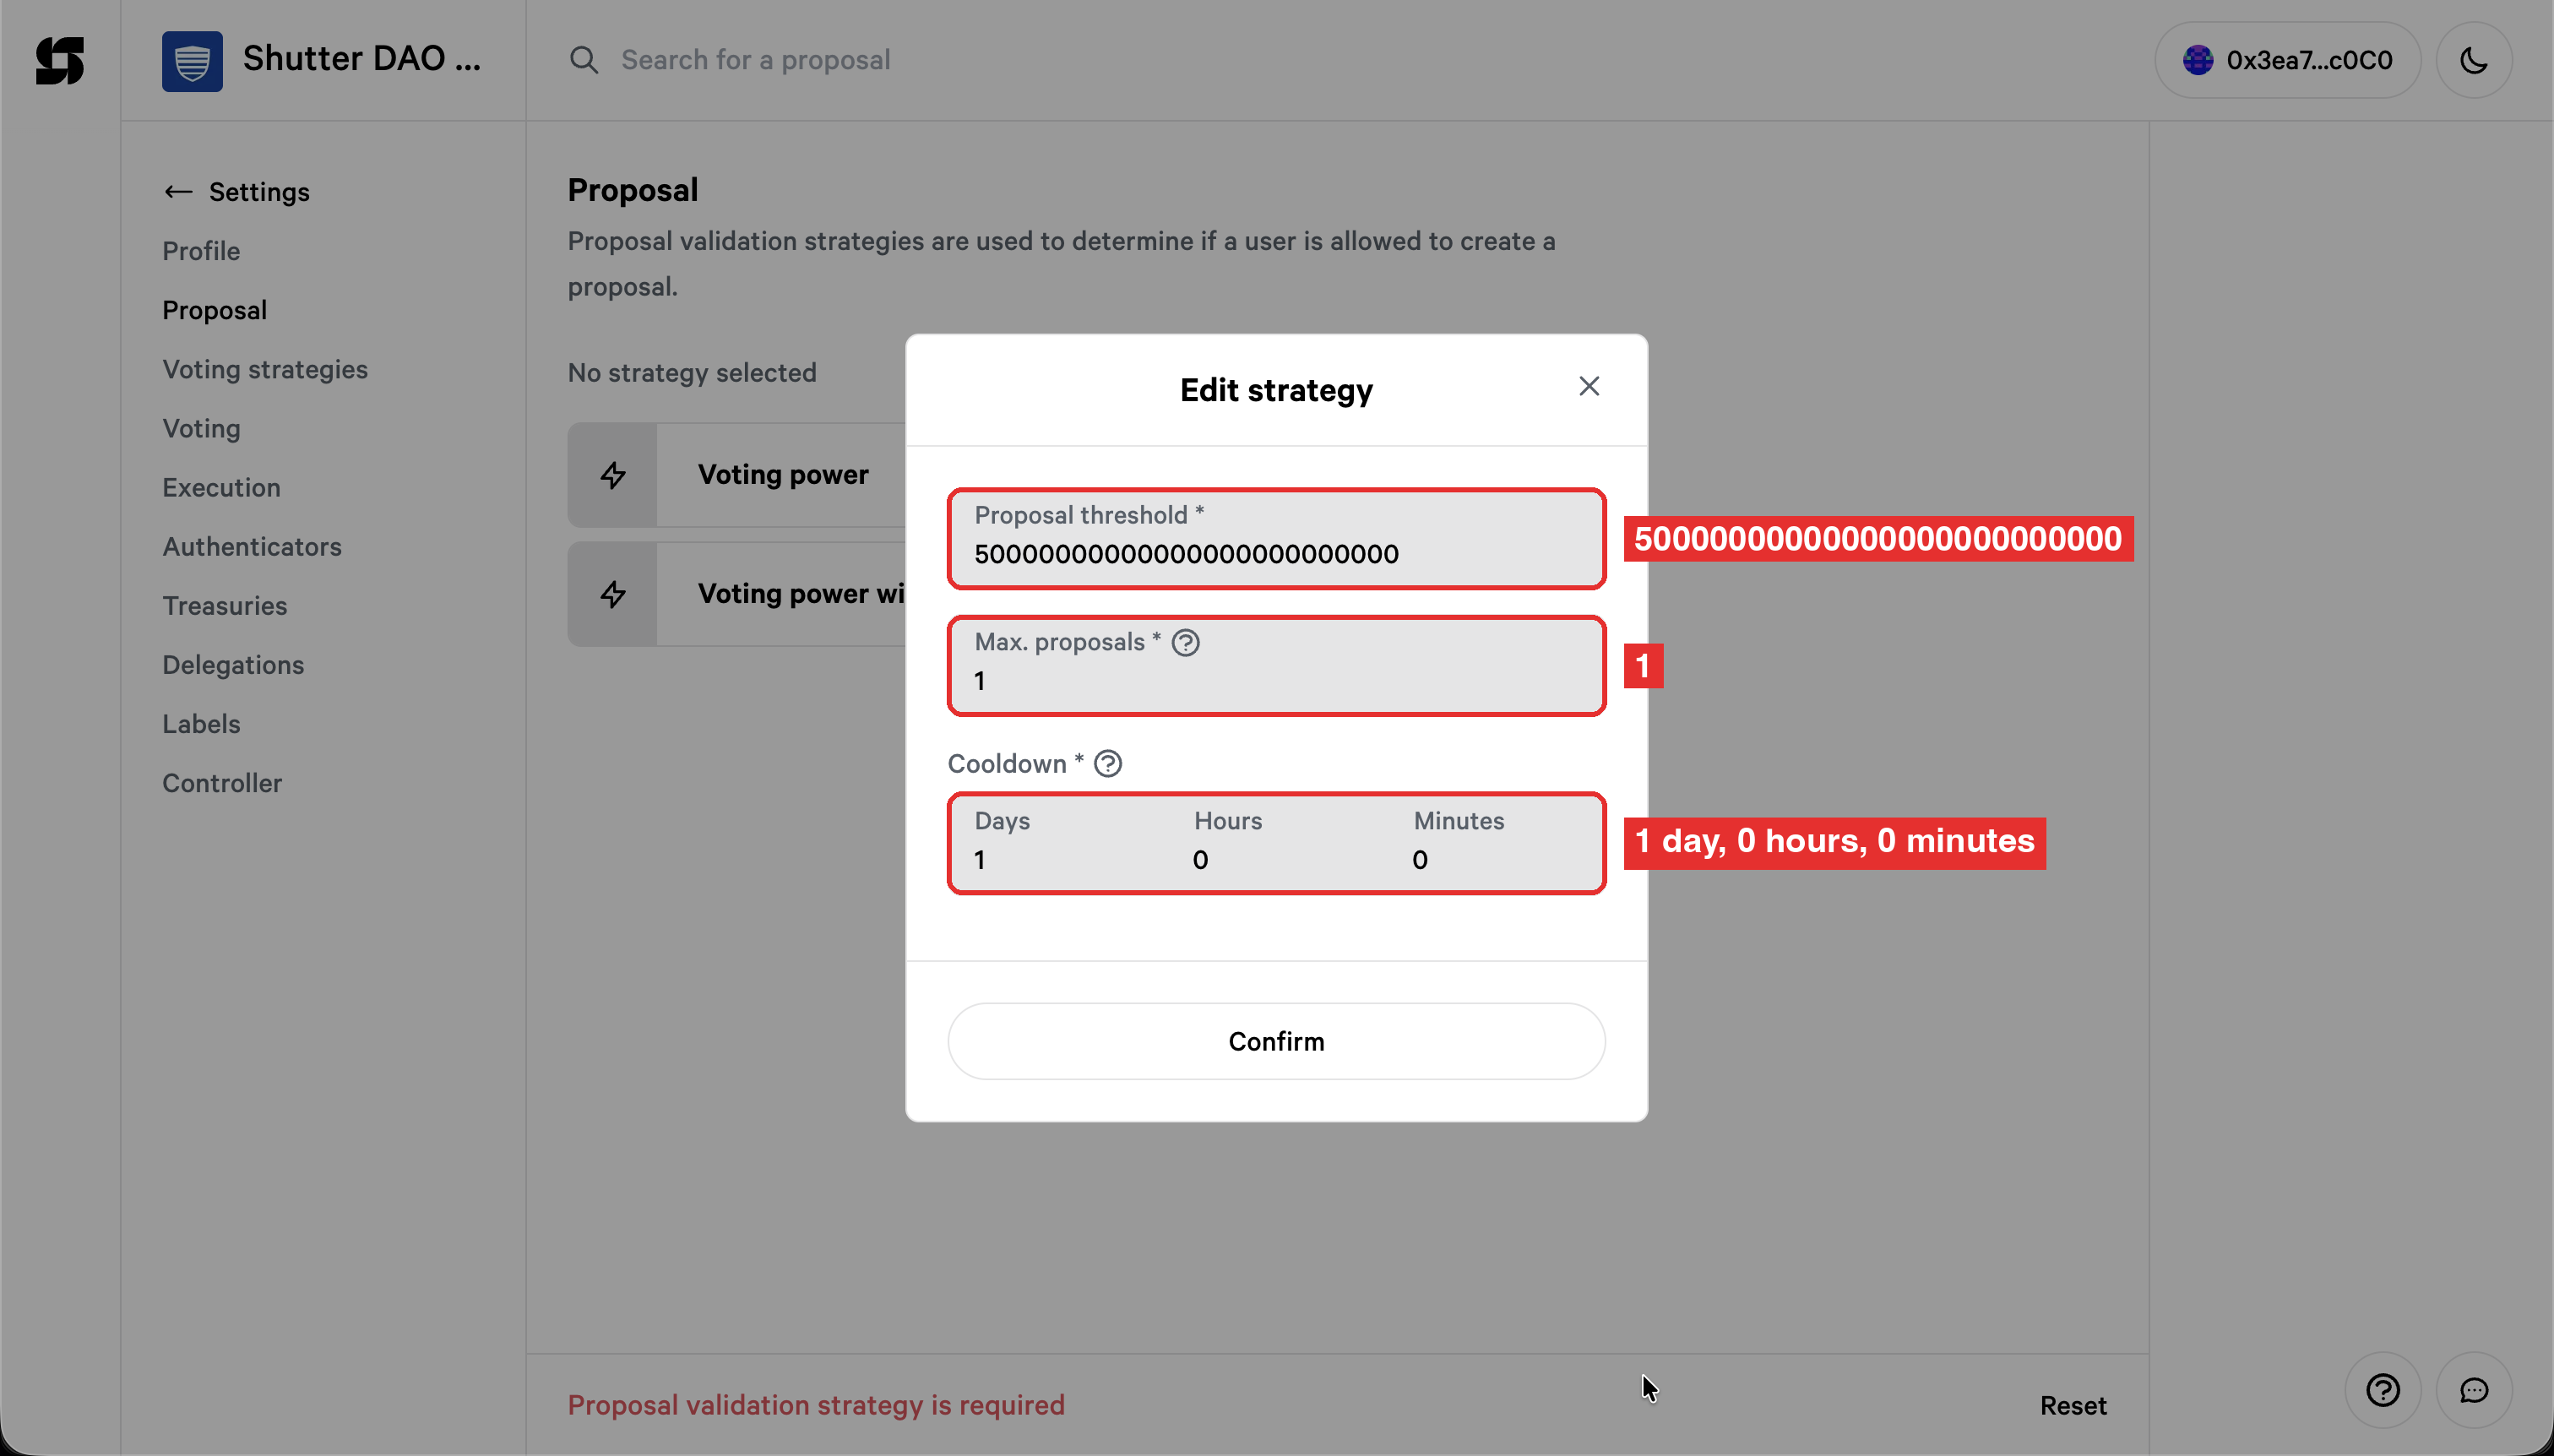 Shutter DAO ...
Search for a proposal
0x3ea7...c0C0
Settings
Profile
Proposal
Voting strategies
Voting
Execution
Authenticators
Treasuries
Delegations
Labels
Controller
Proposal
Proposal validation strategies are used to determine if a user is allowed to create a
proposal.
No strategy selected
Voting power
Voting power wi
Edit strategy
Proposal threshold *
50000000000000000000000000
50000000000000000000000000
Max. proposals *
1
1
Cooldown *
Days Hours Minutes
1 0 0
1 day, 0 hours, 0 minutes
Confirm
Proposal validation strategy is required
Reset